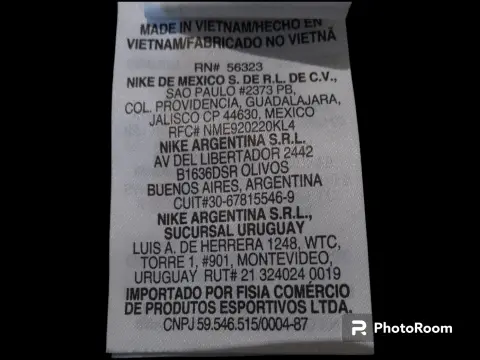 MADE IN VIETNAM/HECHO EN
VIETNAM/FABRICADO NO VIETNÃ
RN# 56323
NIKE DE MEXICO S. DE R.L. DE C.V.,
SAO PAULO #2373 PB,
COL. PROVIDENCIA, GUADALAJARA,
JALISCO CP 44630, MEXICO
RFC# NME920220KL4
NIKE ARGENTINA S.R.L.
AV DEL LIBERTADOR 2442
B1636DSR OLIVOS
BUENOS AIRES, ARGENTINA
CUIT#30-67815546-9
NIKE ARGENTINA S.R.L.,
SUCURSAL URUGUAY
LUIS A. DE HERRERA 1248, WTC,
TORRE 1, #901, MONTEVIDEO,
URUGUAY RUT# 21 324024 0019
IMPORTADO POR FISIA COMÉRCIO
DE PRODUTOS ESPORTIVOS LTDA.
CNPJ 59.546.515/0004-87
PhotoRoom